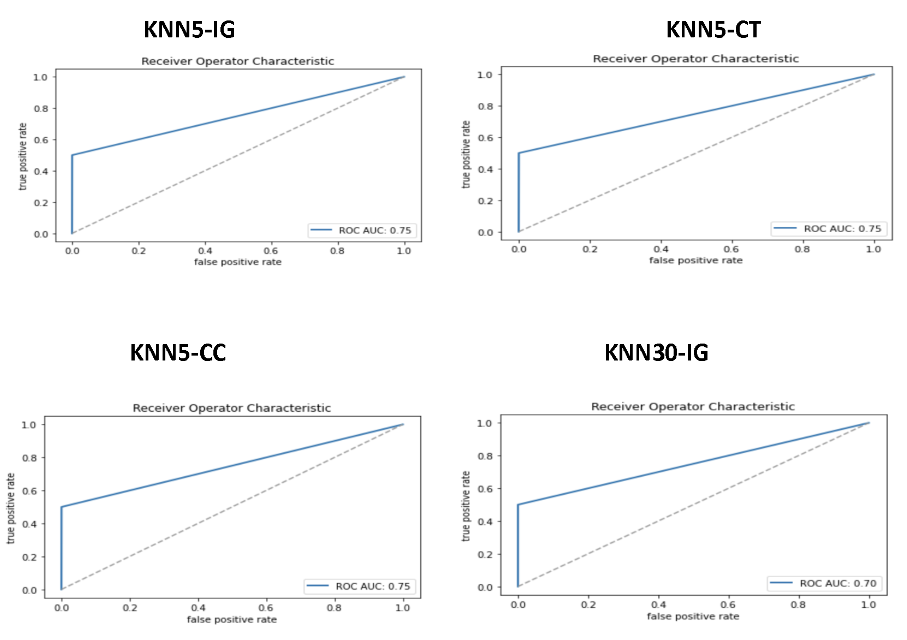 KNN5-IG
Receiver Operator Characteristic
true positive rate
1.0
0.8
0.6
0.4
0.2
0.0
ROC AUC: 0.75
0.0 0.2 0.4 0.6 0.8 1.0
false positive rate
KNN5-CT
Receiver Operator Characteristic
true positive rate
1.0
0.8
0.6
0.4
0.2
0.0
ROC AUC: 0.75
0.0 0.2 0.4 0.6 0.8 1.0
false positive rate
KNN5-CC
Receiver Operator Characteristic
true positive rate
1.0
0.8
0.6
0.4
0.2
0.0
ROC AUC: 0.75
0.0 0.2 0.4 0.6 0.8 1.0
false positive rate
KNN30-IG
Receiver Operator Characteristic
true positive rate
1.0
0.8
0.6
0.4
0.2
0.0
ROC AUC: 0.70
0.0 0.2 0.4 0.6 0.8 1.0
false positive rate